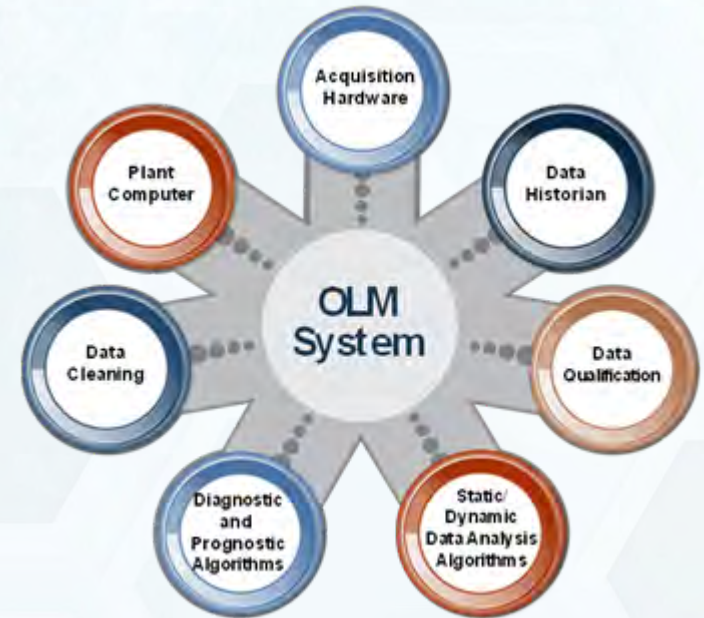 Acquisition
Hardware
Plant
Computer
Data
Historian
OLM
System
Data
Cleaning
Data
Qualification
Diagnostic
and
Prognostic
Algorithms
Static/
Dynamic
Data Analysis
Algorithms